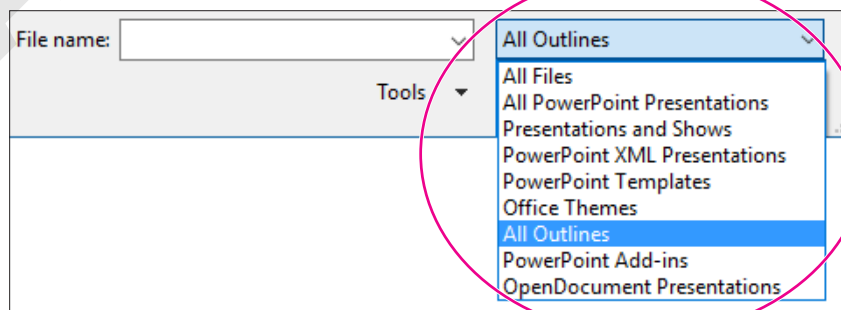 File name:
All Outlines
Tools
All Files
All PowerPoint Presentations
Presentations and Shows
PowerPoint XML Presentations
PowerPoint Templates
Office Themes
All Outlines
PowerPoint Add-ins
OpenDocument Presentations